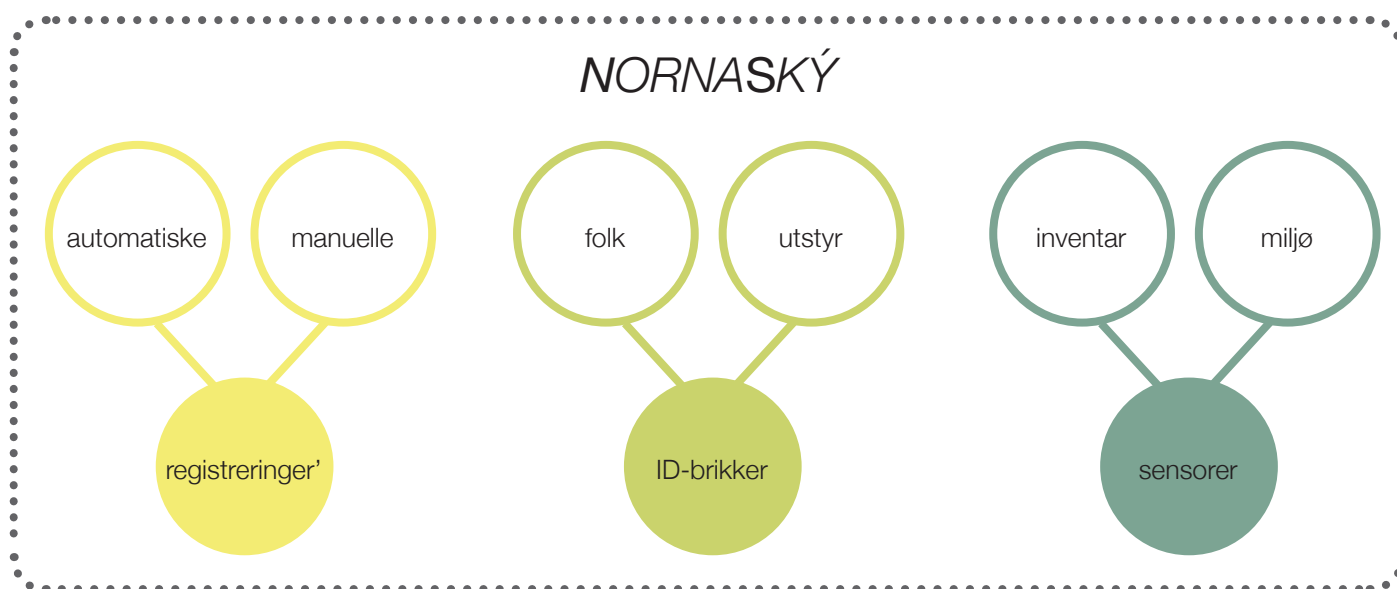 NORNASKÝ
automatiske
manuelle
folk
utstyr
inventar
miljø
registreringer’
ID-brikker
sensorer